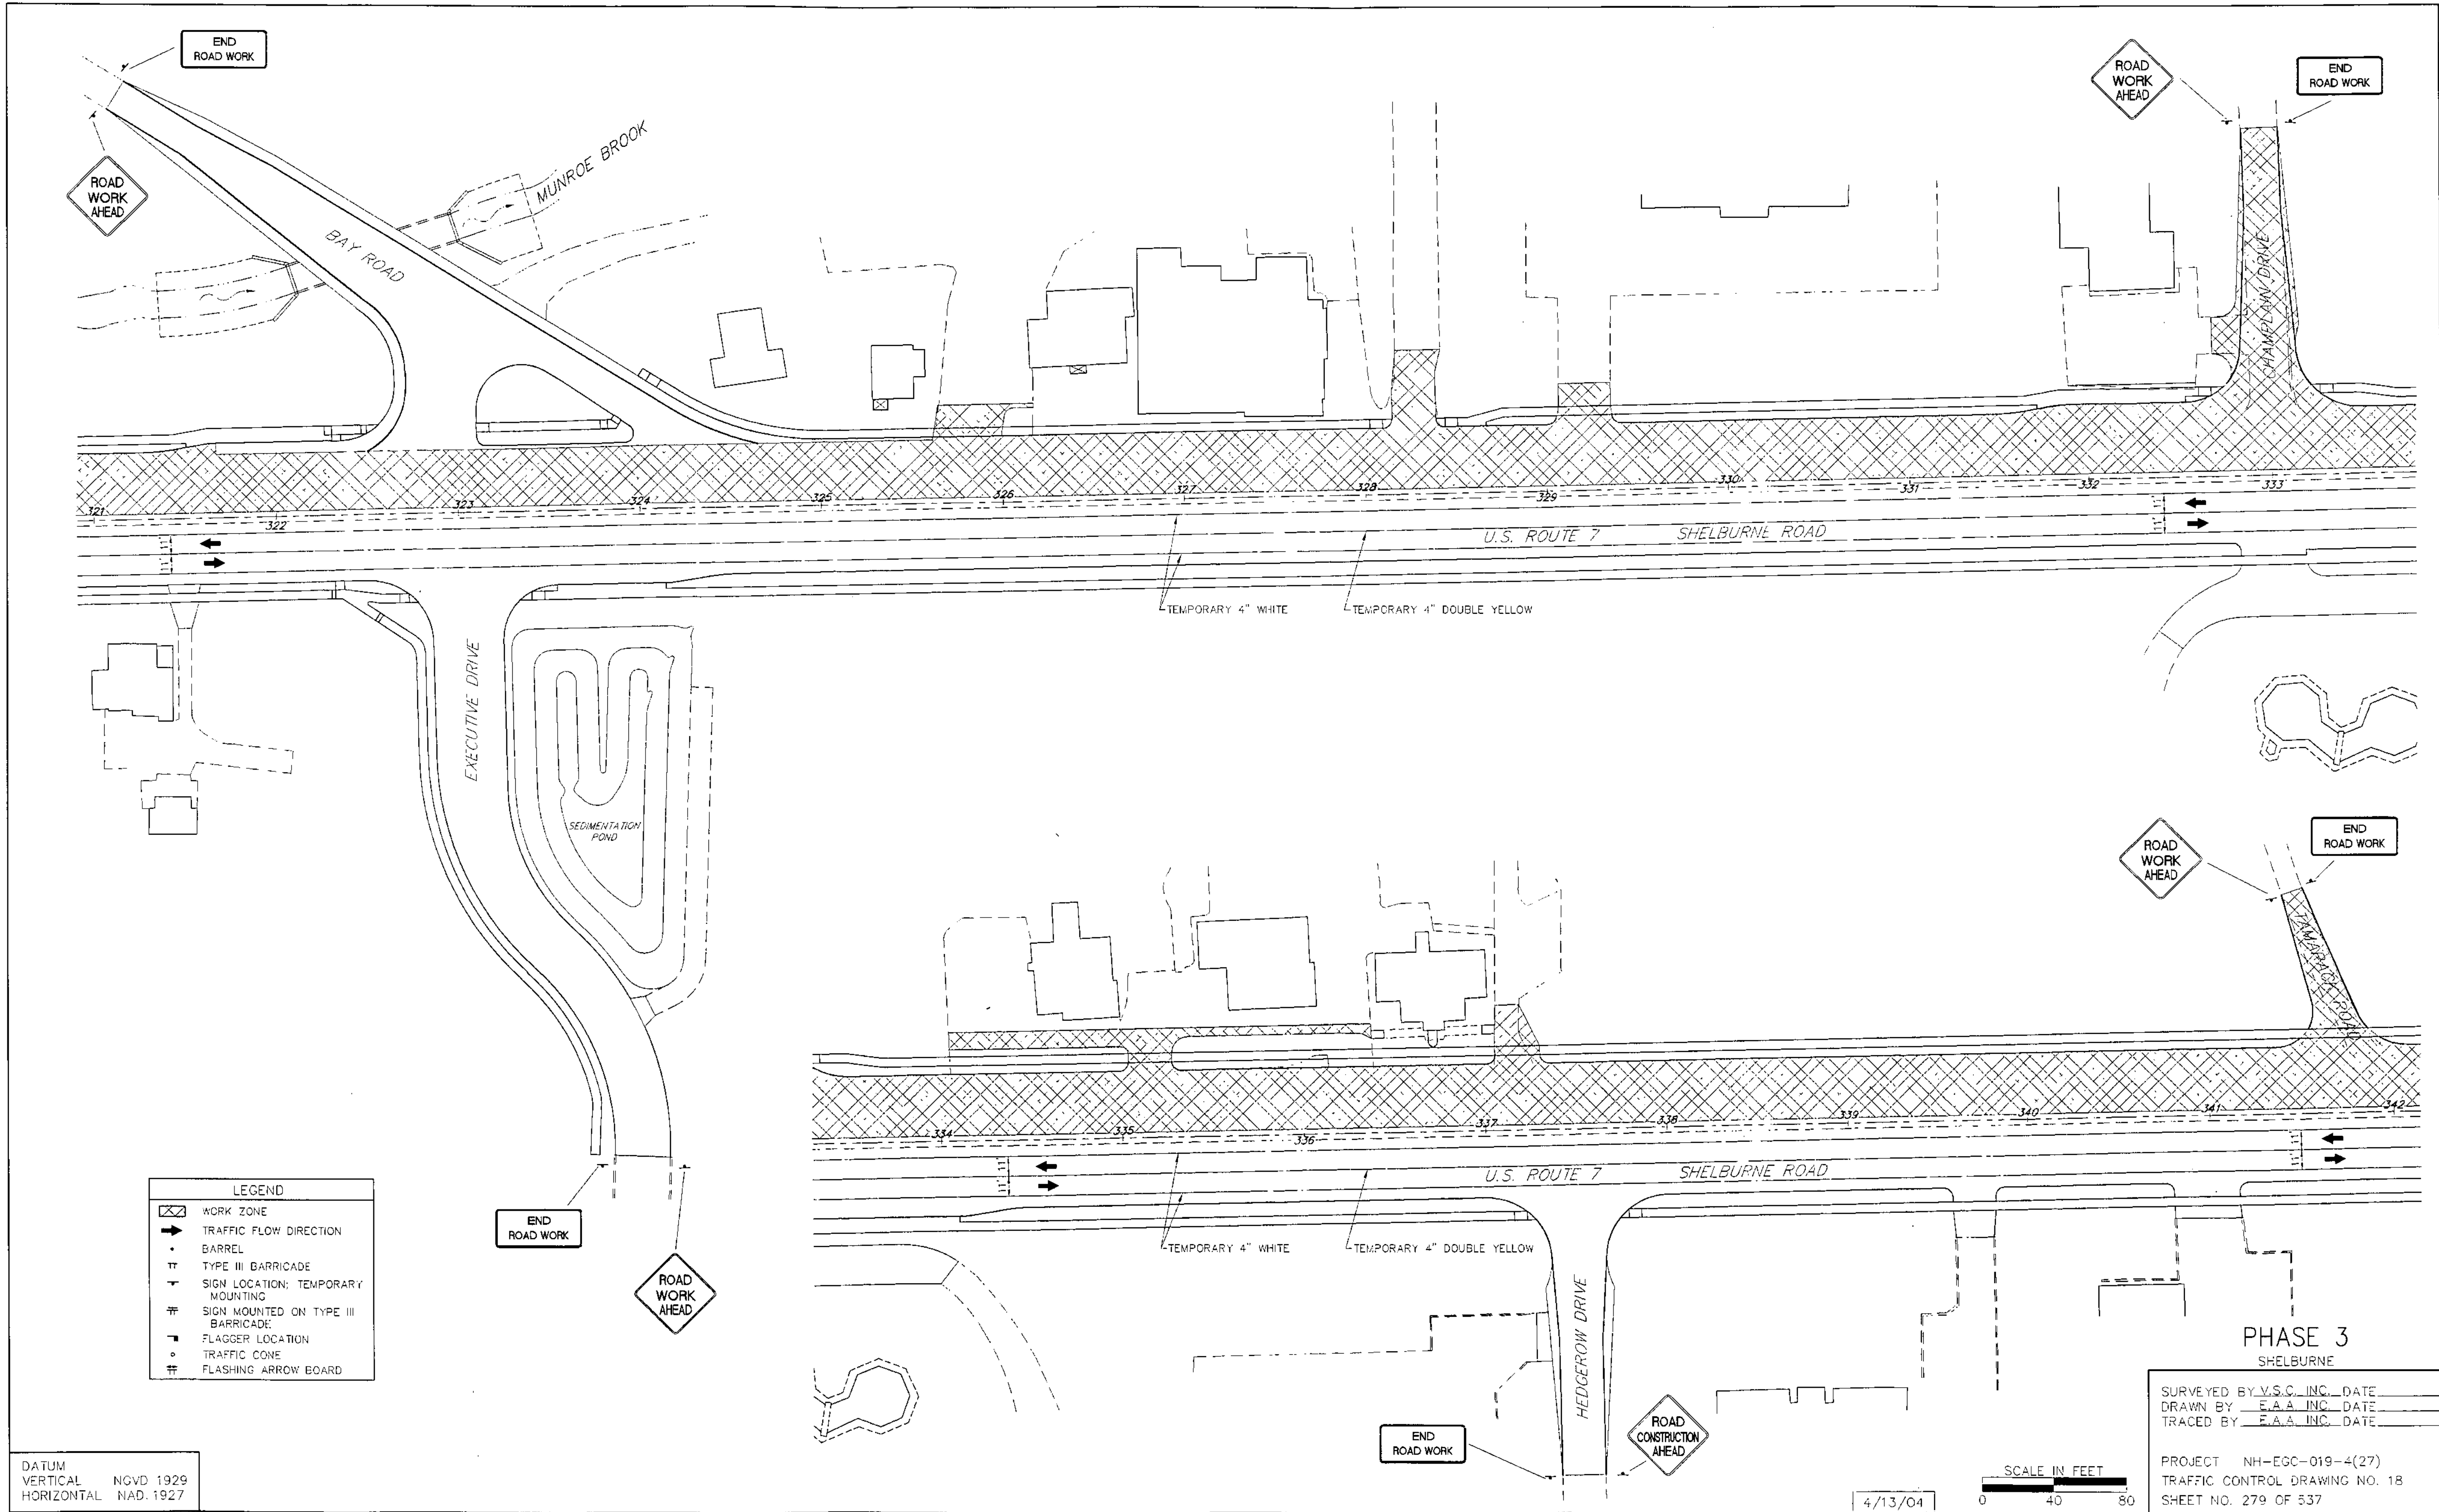 END
ROAD WORK
ROAD
WORK
AHEAD
END
ROAD WORK
ROAD
WORK
AHEAD
MUNROE BROOK
BAY ROAD
CHAMPLAIN DRIVE
321
322
323
324
325
326
327
328
329
330
331
332
333
U.S. ROUTE 7
SHELBURNE ROAD
TEMPORARY 4" WHITE
TEMPORARY 4" DOUBLE YELLOW
EXECUTIVE DRIVE
SEDIMENTATION
POND
ROAD
WORK
AHEAD
END
ROAD WORK
TAMARACK ROAD
334
335
336
337
338
339
340
341
342
U.S. ROUTE 7
SHELBURNE ROAD
TEMPORARY 4" WHITE
TEMPORARY 4" DOUBLE YELLOW
HEDGEROW DRIVE
END
ROAD WORK
ROAD
WORK
AHEAD
LEGEND
WORK ZONE
TRAFFIC FLOW DIRECTION
BARREL
TYPE III BARRICADE
SIGN LOCATION; TEMPORARY
MOUNTING
SIGN MOUNTED ON TYPE III
BARRICADE
FLAGGER LOCATION
TRAFFIC CONE
FLASHING ARROW BOARD
END
ROAD WORK
ROAD
CONSTRUCTION
AHEAD
PHASE 3
SHELBURNE
SURVEYED BY V.S.C. INC. DATE
DRAWN BY E.A.A. INC. DATE
TRACED BY E.A.A. INC. DATE
PROJECT NH-EGC-019-4(27)
TRAFFIC CONTROL DRAWING NO. 18
SHEET NO. 279 OF 537
SCALE IN FEET
0 40 80
4/13/04
DATUM
VERTICAL NGVD 1929
HORIZONTAL NAD. 1927